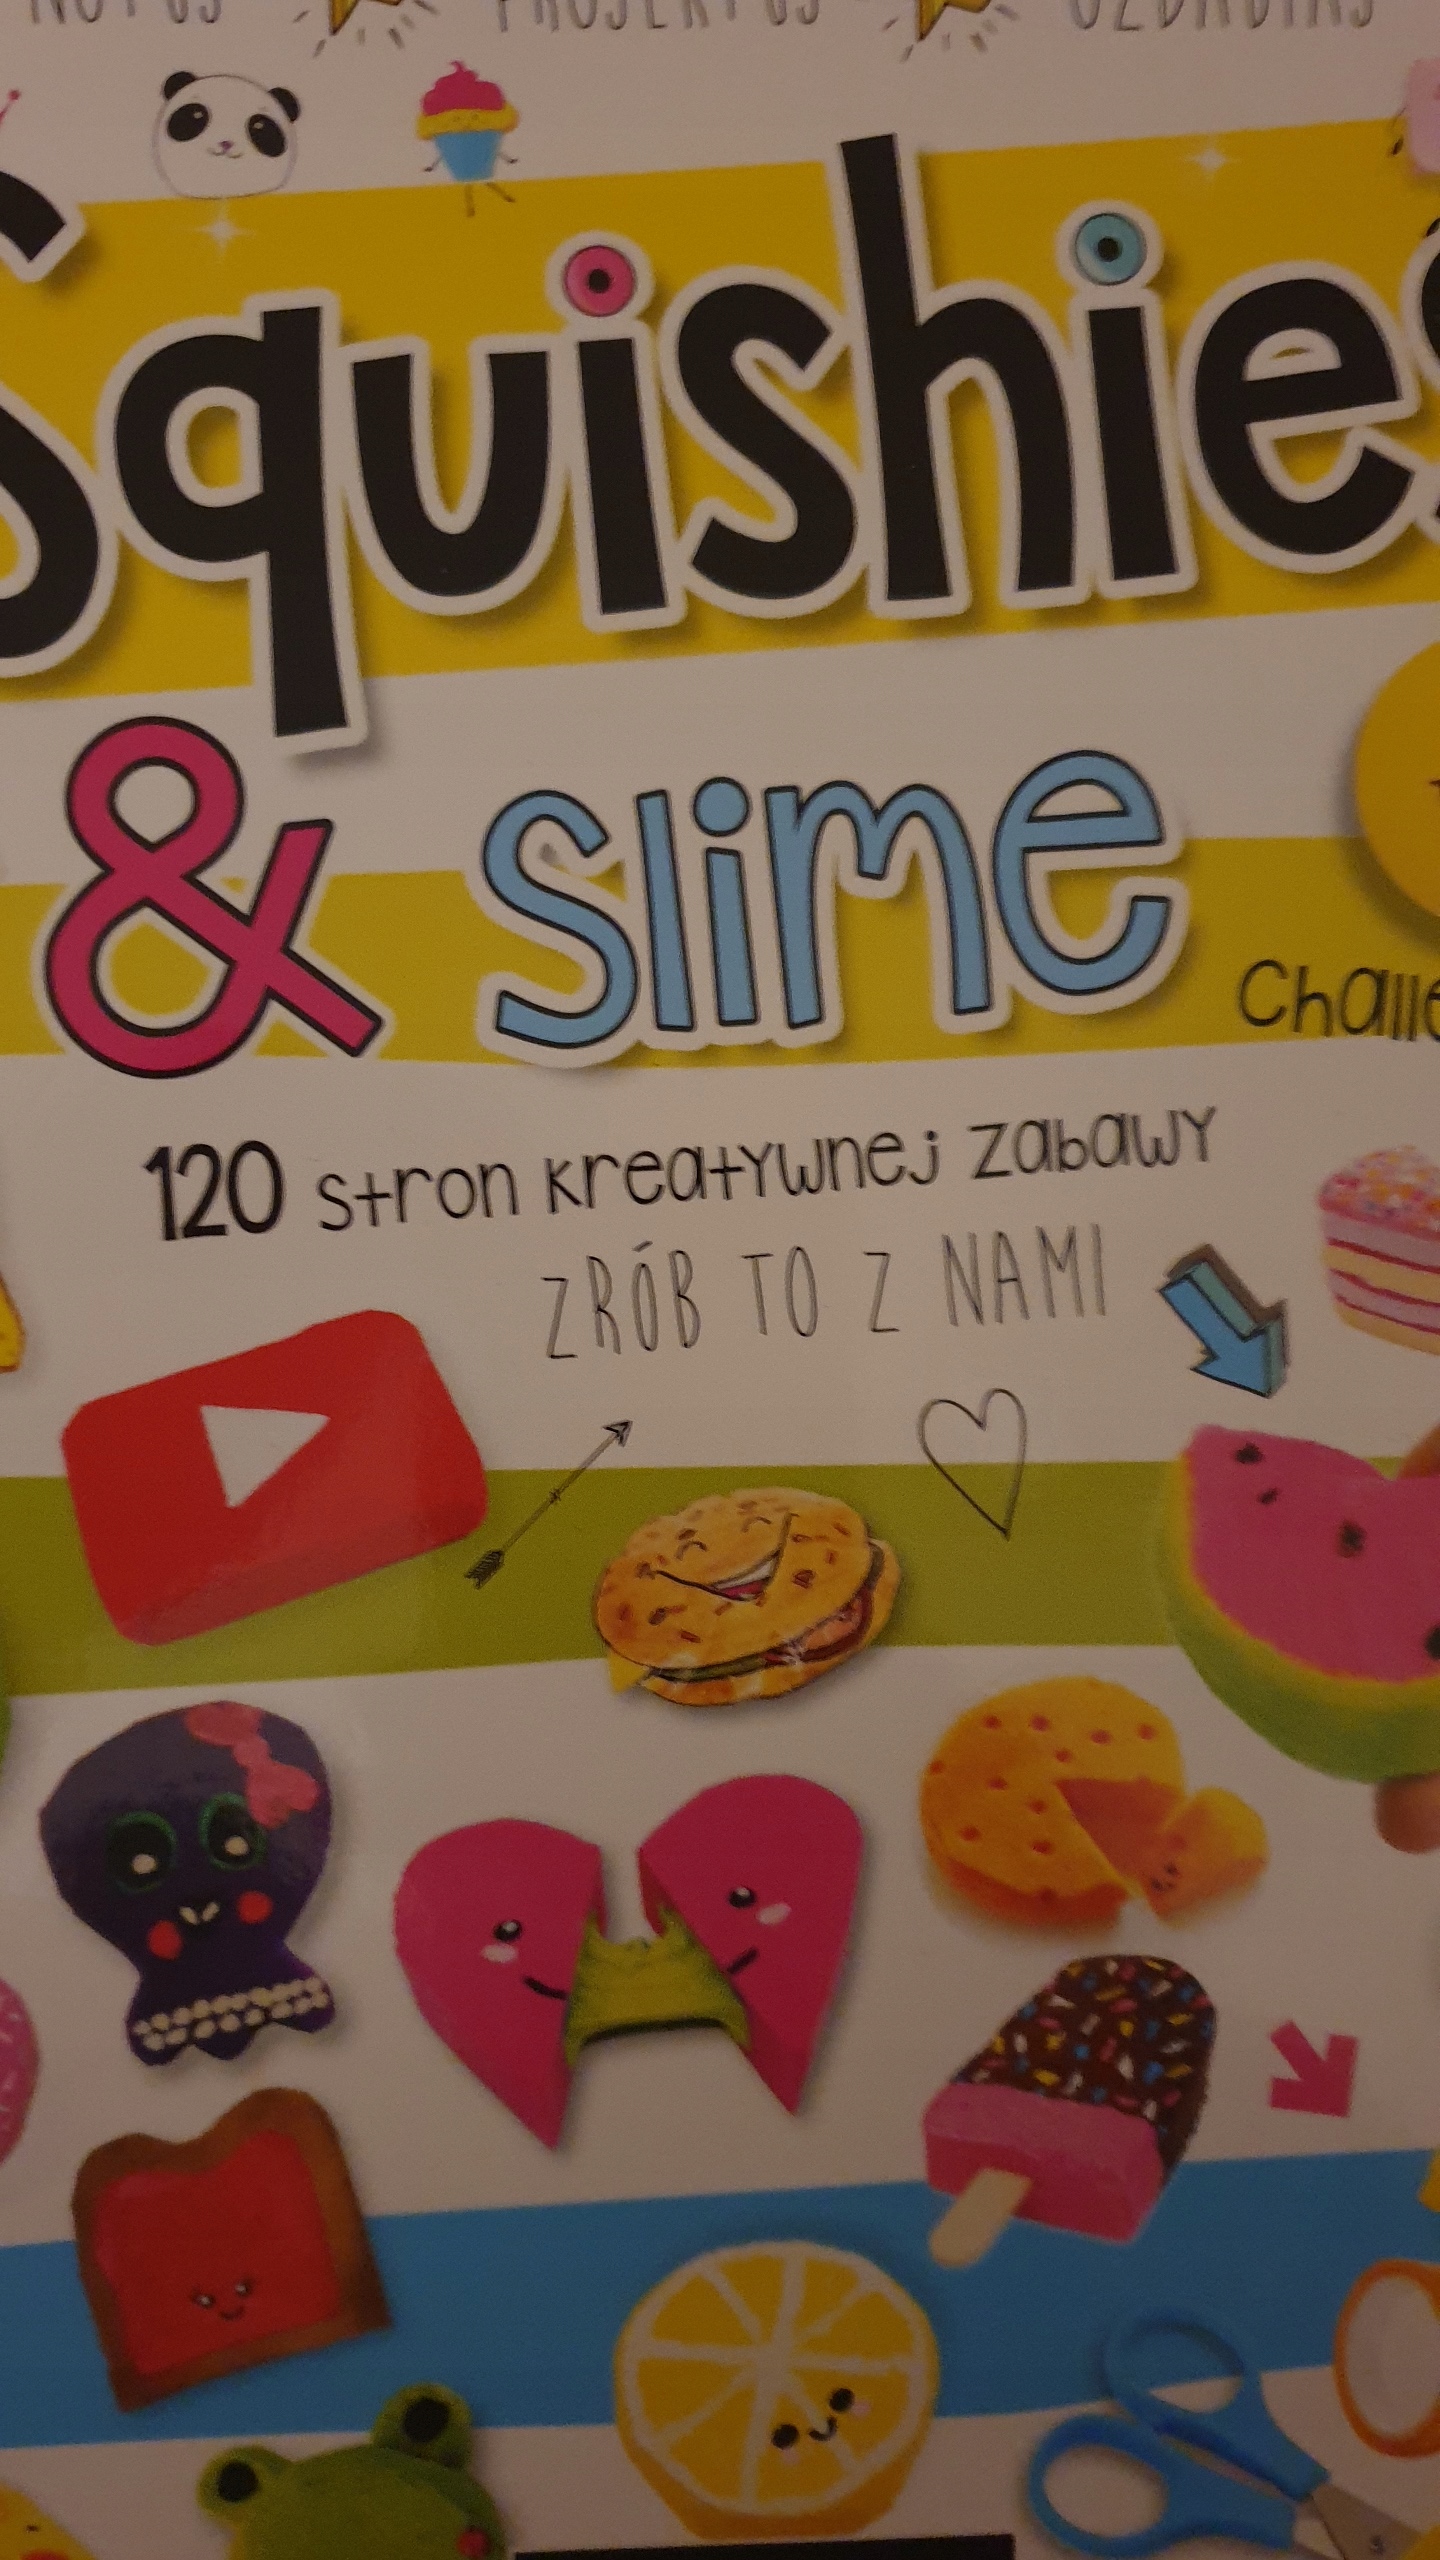 Squishies
& slime
120 stron kreatywnej zabawy
ZRÓB TO Z NAMI